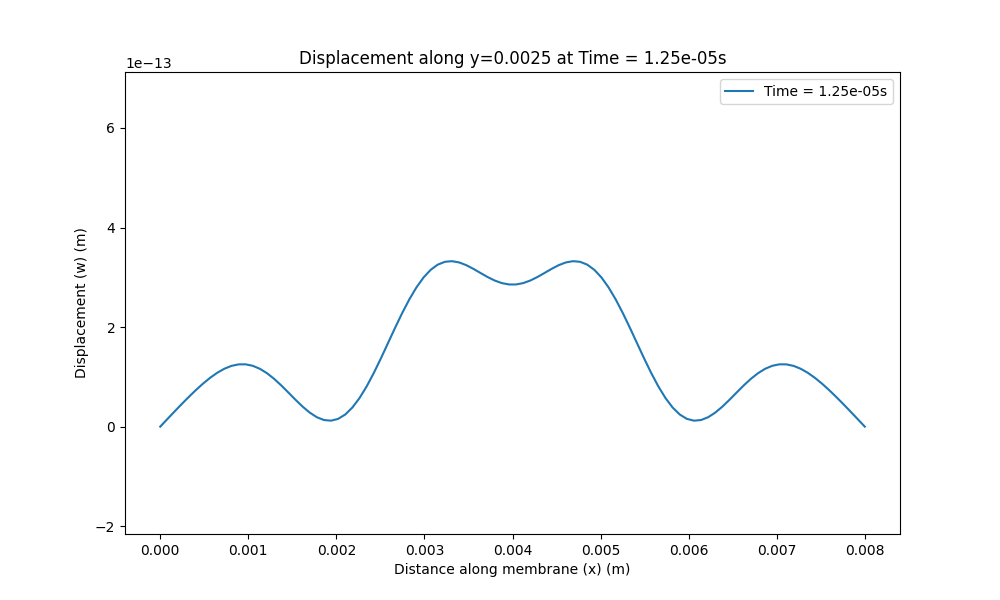 Displacement along y=0.0025 at Time = 1.25e-05s
1e−13
Time = 1.25e-05s
6
4
2
0
−2
Displacement (w) (m)
0.000 0.001 0.002 0.003 0.004 0.005 0.006 0.007 0.008
Distance along membrane (x) (m)